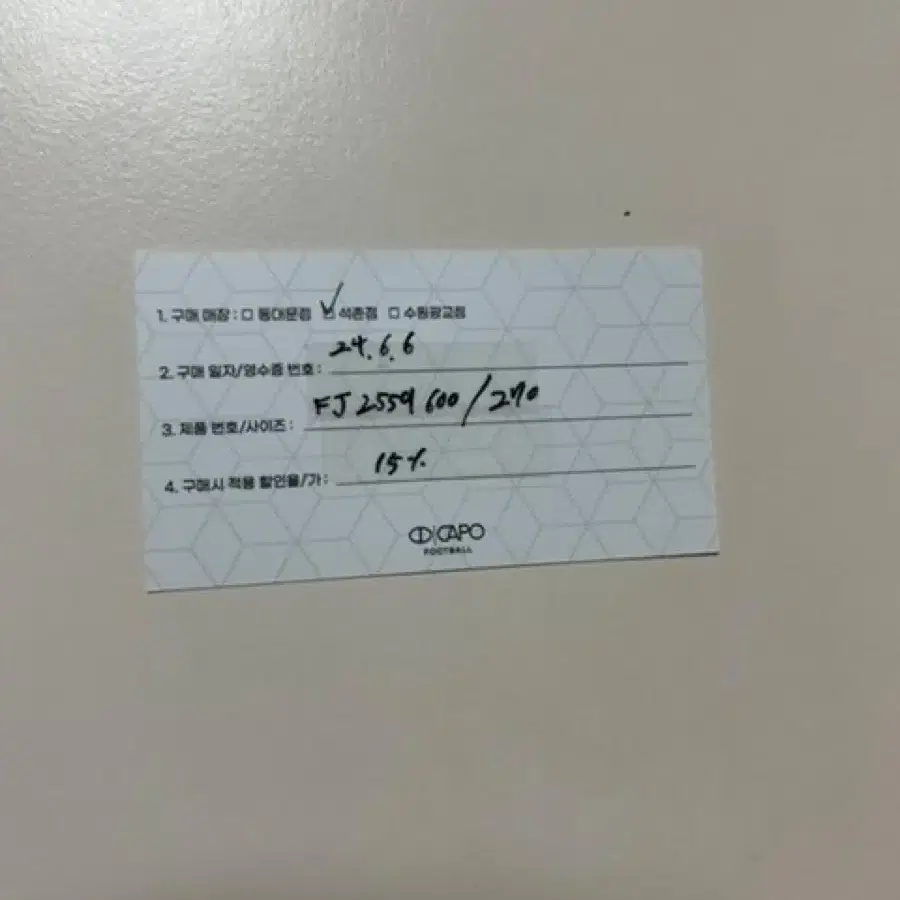 1. 구매 매장 : □ 동대문점 ☑ 석촌점 □ 수원광교점
2. 구매 일자/영수증 번호 : 24.6.6
3. 제품 번호/사이즈 : FJ2559 600/270
4. 구매시 적용 할인율/가 : 15%
CAPO
FOOTBALL